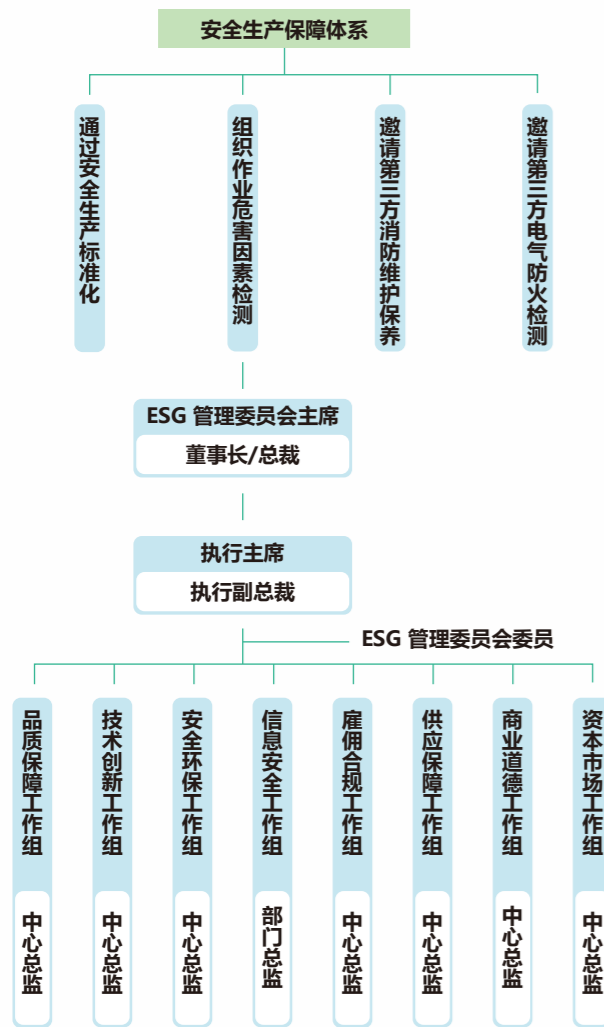 安全生产保障体系
通过安全生产标准化
组织作业危害因素检测
邀请第三方消防维护保养
邀请第三方电气防火检测
ESG 管理委员会主席
董事长/总裁
执行主席
执行副总裁
ESG 管理委员会委员
品质保障工作组
技术创新工作组
安全环保工作组
信息安全工作组
雇佣合规工作组
供应保障工作组
商业道德工作组
资本市场工作组
中心总监
中心总监
中心总监
部门总监
中心总监
中心总监
中心总监
中心总监